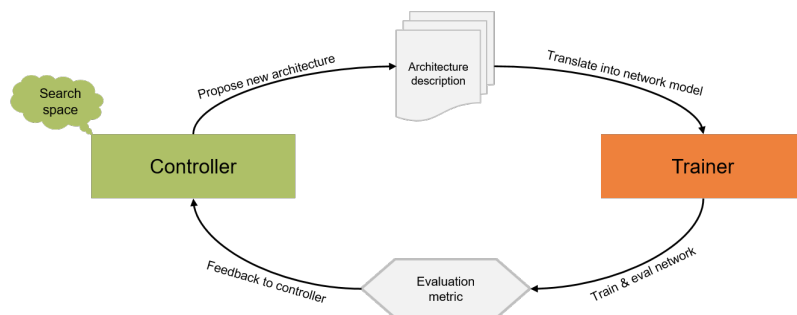 Propose new architecture
Architecture
description
Translate into network model
Search
space
Controller
Trainer
Feedback to controller
Evaluation
metric
Train & eval network